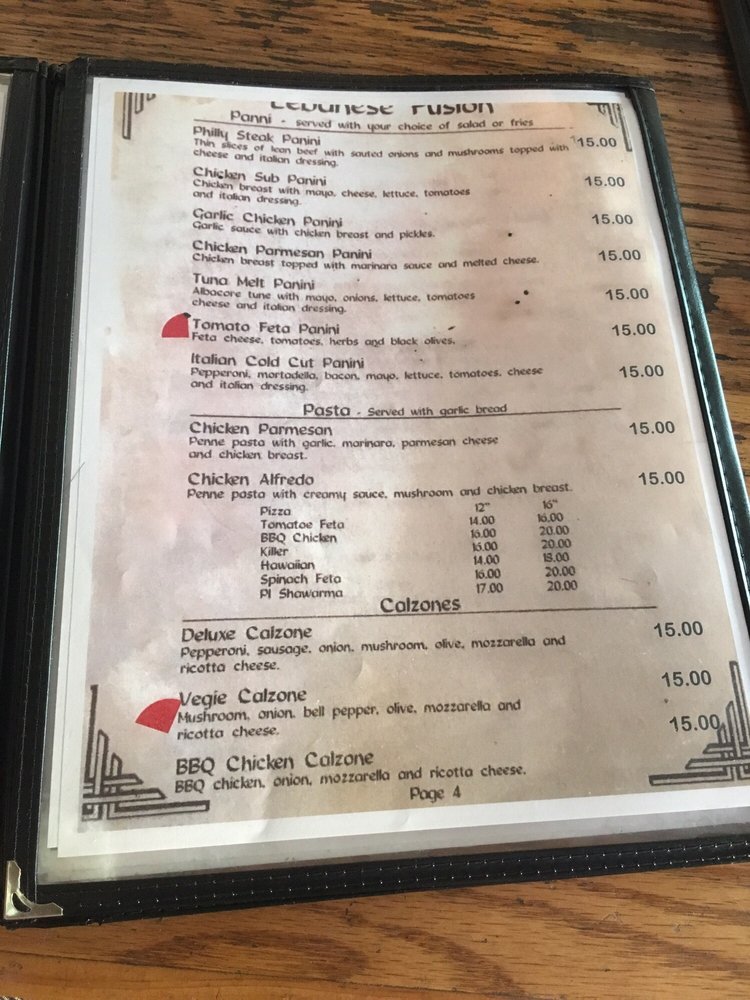 Lebanese Fusion
Panni - served with your choice of salad or fries
Philly Steak Panini 15.00
Thin slices of lean beef with sauted onions and mushrooms topped with
cheese and italian dressing.
Chicken Sub Panini 15.00
Chicken breast with mayo, cheese, lettuce, tomatoes
and italian dressing.
Garlic Chicken Panini 15.00
Garlic sauce with chicken breast and pickles.
Chicken Parmesan Panini 15.00
Chicken breast topped with marinara sauce and melted cheese.
Tuna Melt Panini 15.00
Albacore tune with mayo, onions, lettuce, tomatoes
cheese and italian dressing.
Tomato Feta Panini 15.00
Feta cheese, tomatoes, herbs and black olives.
Italian Cold Cut Panini 15.00
Pepperoni, mortadella, bacon, mayo, lettuce, tomatoes, cheese
and italian dressing.
Pasta - Served with garlic bread
Chicken Parmesan 15.00
Penne pasta with garlic, marinara, parmesan cheese
and chicken breast.
Chicken Alfredo 15.00
Penne pasta with creamy sauce, mushroom and chicken breast.
Pizza 12" 16"
Tomatoe Feta 14.00 16.00
BBQ Chicken 16.00 20.00
Killer 16.00 20.00
Hawaiian 14.00 18.00
Spinach Feta 16.00 20.00
PI Shawarma 17.00 20.00
Calzones
Deluxe Calzone 15.00
Pepperoni, sausage, onion, mushroom, olive, mozzarella and
ricotta cheese.
Vegie Calzone 15.00
Mushroom, onion, bell pepper, olive, mozzarella and
ricotta cheese. 15.00
BBQ Chicken Calzone
BBQ chicken, onion, mozzarella and ricotta cheese.
Page 4